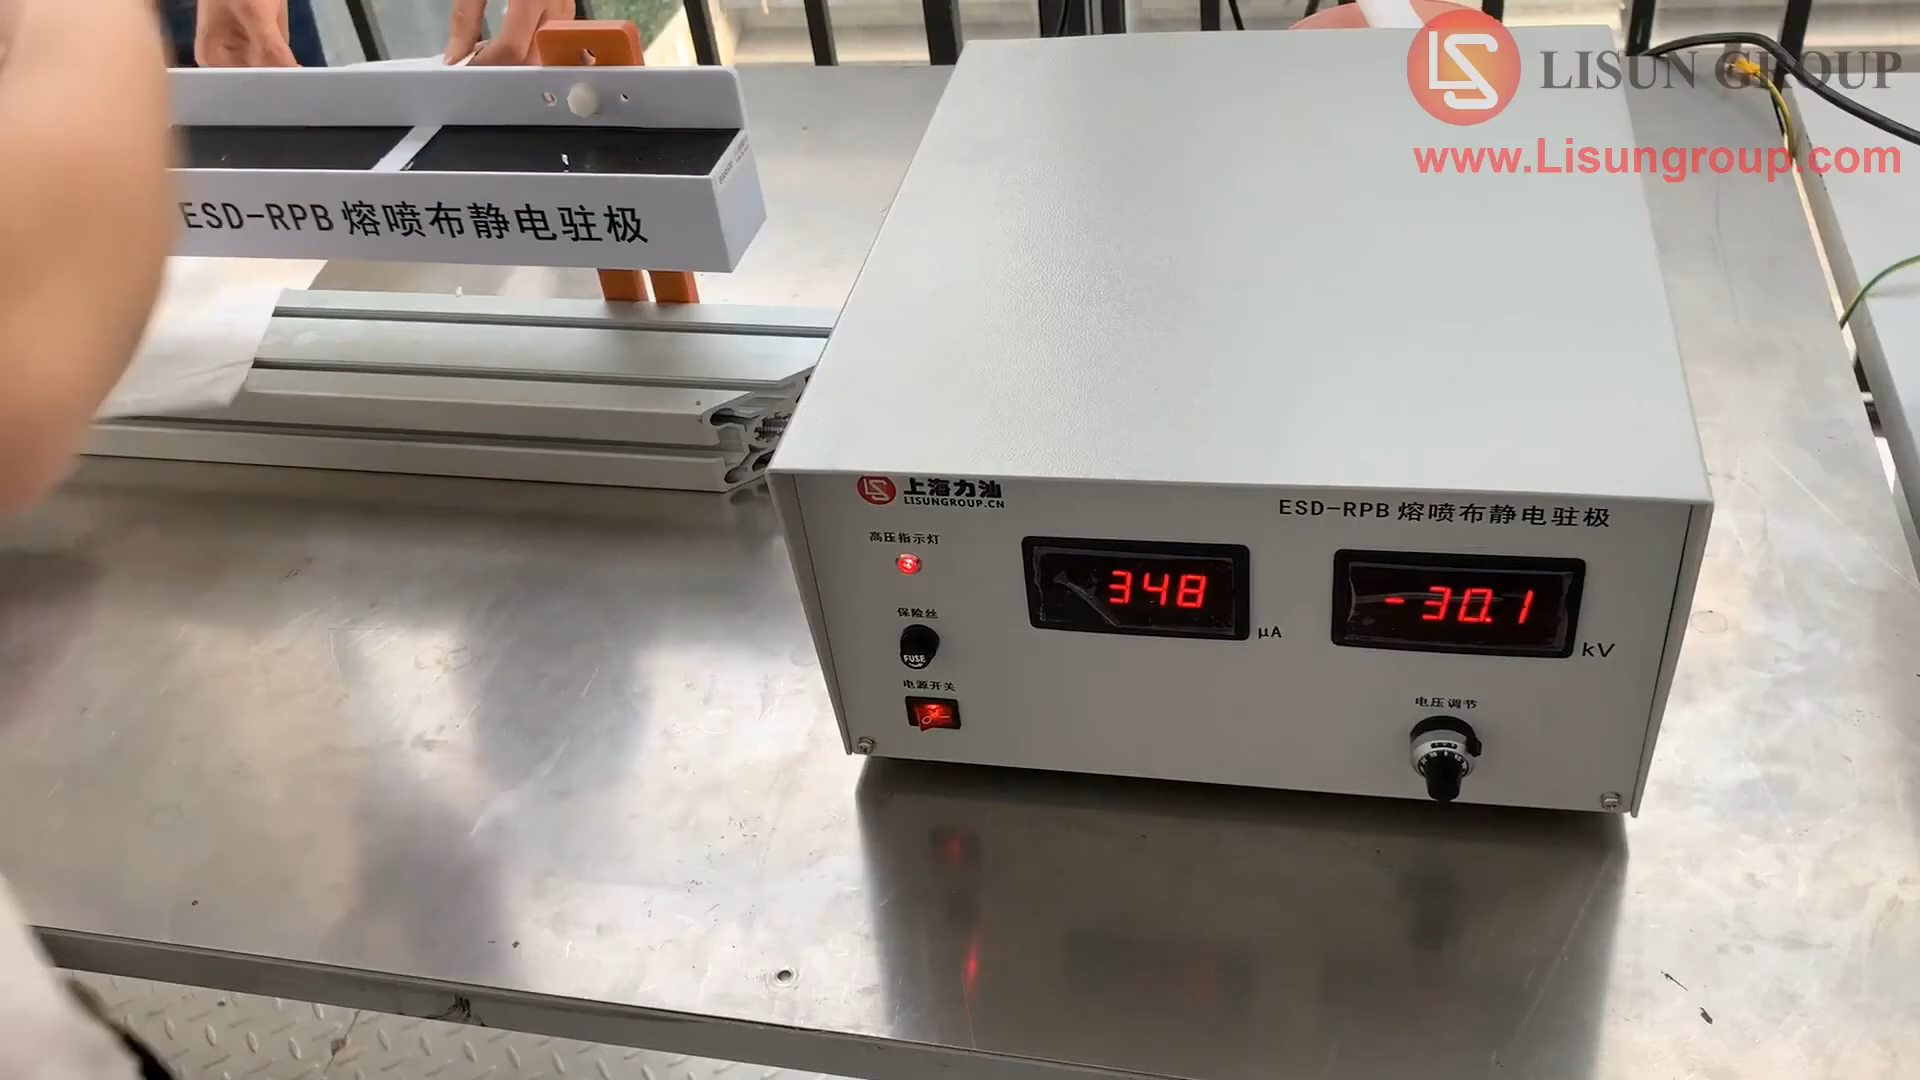 LS LISUN GROUP
www.Lisungroup.com
ESD-RPB 熔喷布静电驻极
LS 上海力汕
LISUNGROUP.CN
ESD-RPB 熔喷布静电驻极
高压指示灯
348
μA
-30.1
kV
保险丝
FUSE
电源开关
电压调节